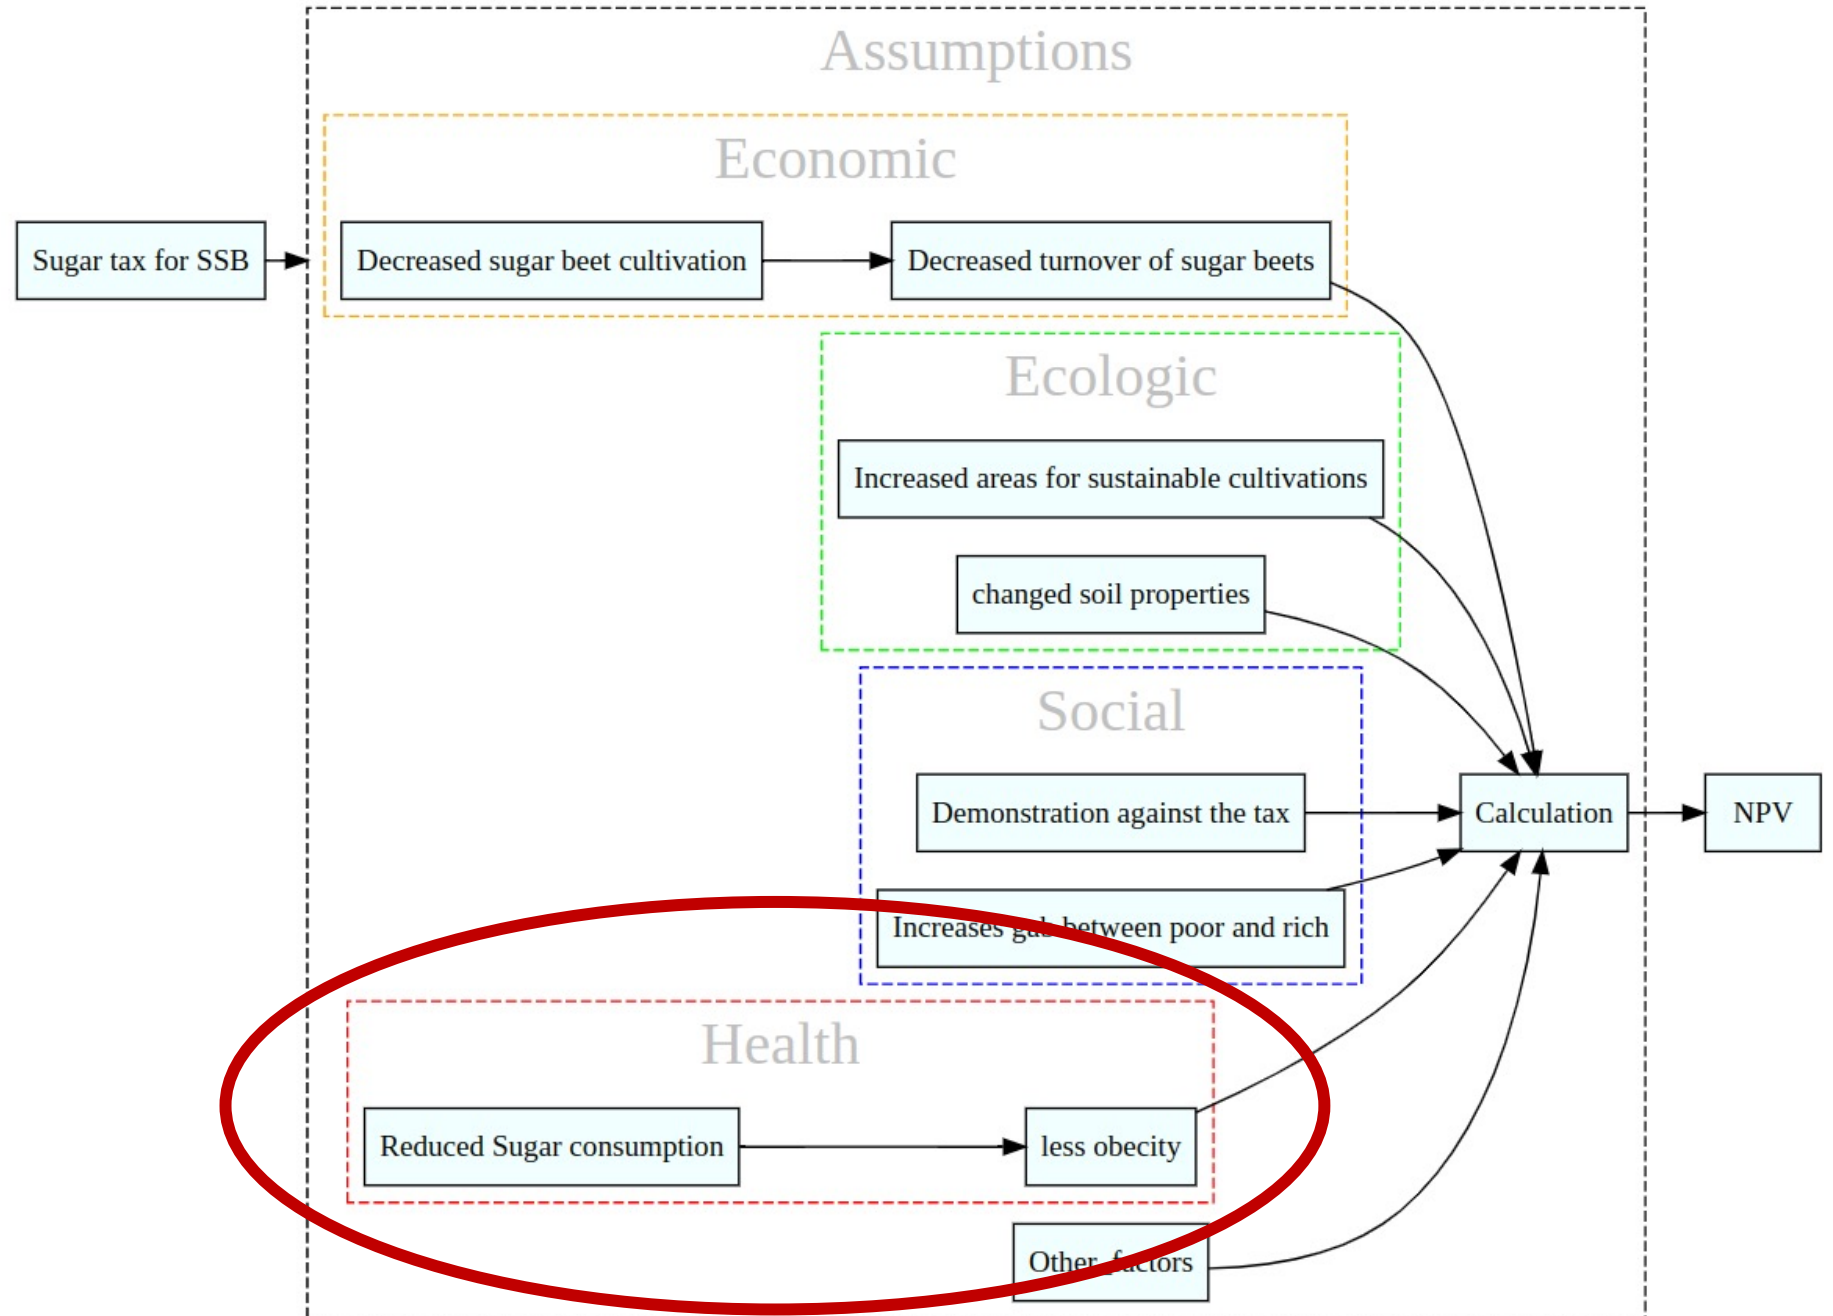 Assumptions
Economic
Sugar tax for SSB
Decreased sugar beet cultivation
Decreased turnover of sugar beets
Ecologic
Increased areas for sustainable cultivations
changed soil properties
Social
Demonstration against the tax
Calculation
NPV
Increases gab between poor and rich
Health
Reduced Sugar consumption
less obecity
Other_factors